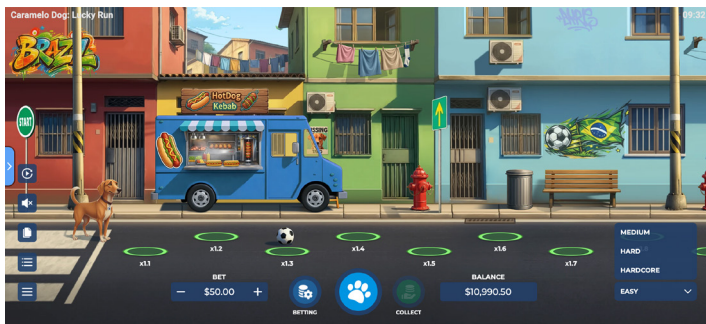 Caramelo Dog: Lucky Run
09:32
BRAZIL
HotDog
Kebab
START
x1.1
x1.2
x1.3
x1.4
x1.5
x1.6
x1.7
MEDIUM
HARD
HARDCORE
EASY
BET
− $50.00 +
BETTING
COLLECT
BALANCE
$10,990.50